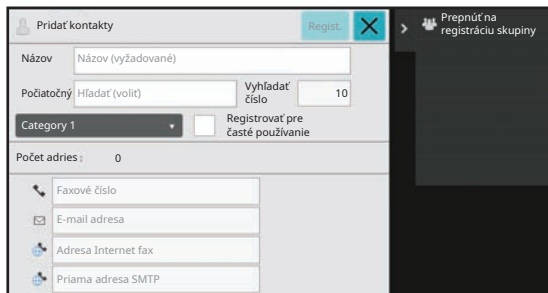 Pridať kontakty
Regist.
Prepnúť na
registráciu skupiny
Názov
Názov (vyžadované)
Počiatočný
Hľadať (voliť)
Vyhľadať
číslo
10
Category 1
Registrovať pre
časté používanie
Počet adries :
0
Faxové číslo
E-mail adresa
Adresa Internet fax
Priama adresa SMTP